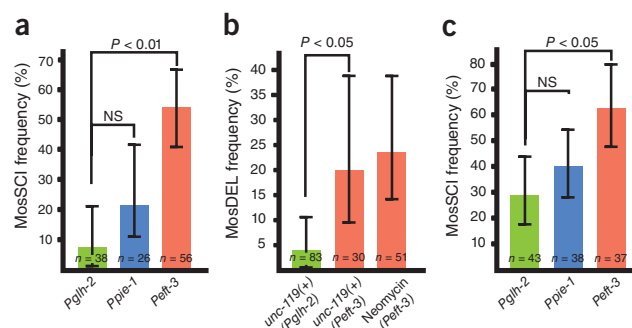 a
MosSCI frequency (%)
70
60
50
40
30
20
10
P < 0.01
NS
n = 38
n = 26
n = 56
Pglh-2
Ppie-1
Peft-3
b
MosDEL frequency (%)
40
35
30
25
20
15
10
5
P < 0.05
n = 83
n = 30
n = 51
unc-119(+)
(Pglh-2)
unc-119(+)
(Peft-3)
Neomycin
(Peft-3)
c
MosSCI frequency (%)
80
70
60
50
40
30
20
10
P < 0.05
NS
n = 43
n = 38
n = 37
Pglh-2
Ppie-1
Peft-3